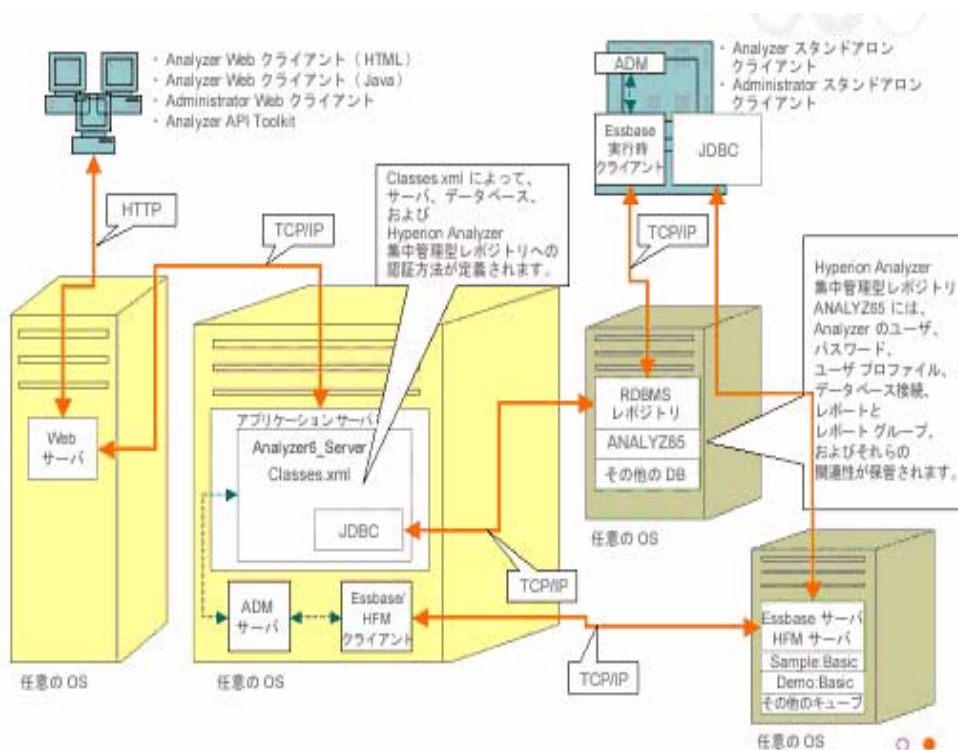 ・ Analyzer Web クライアント（HTML）
・ Analyzer Web クライアント（Java）
・ Administrator Web クライアント
・ Analyzer API Toolkit
ADM
Essbase
実行時
クライアント
JDBC
・ Analyzer スタンドアロン
クライアント
・ Administrator スタンドアロン
クライアント
HTTP
TCP/IP
Classes.xml によって、
サーバ、データベース、
および
Hyperion Analyzer
集中管理型レポジトリへの
認証方法が定義されます。
TCP/IP
Hyperion Analyzer
集中管理型レポジトリ
ANALYZ65 には、
Analyzer のユーザ、
パスワード、
ユーザ プロファイル、
データベース接続、
レポートと
レポート グループ、
およびそれらの
関連性が保管されます。
Web
サーバ
任意の OS
アプリケーション サーバ
Analyzer6_Server
Classes.xml
JDBC
ADM
サーバ
Essbase/
HFM
クライアント
任意の OS
TCP/IP
RDBMS
レポジトリ
ANALYZ65
その他の DB
任意の OS
TCP/IP
Essbase サーバ
HFM サーバ
Sample:Basic
Demo:Basic
その他のキューブ
任意の OS